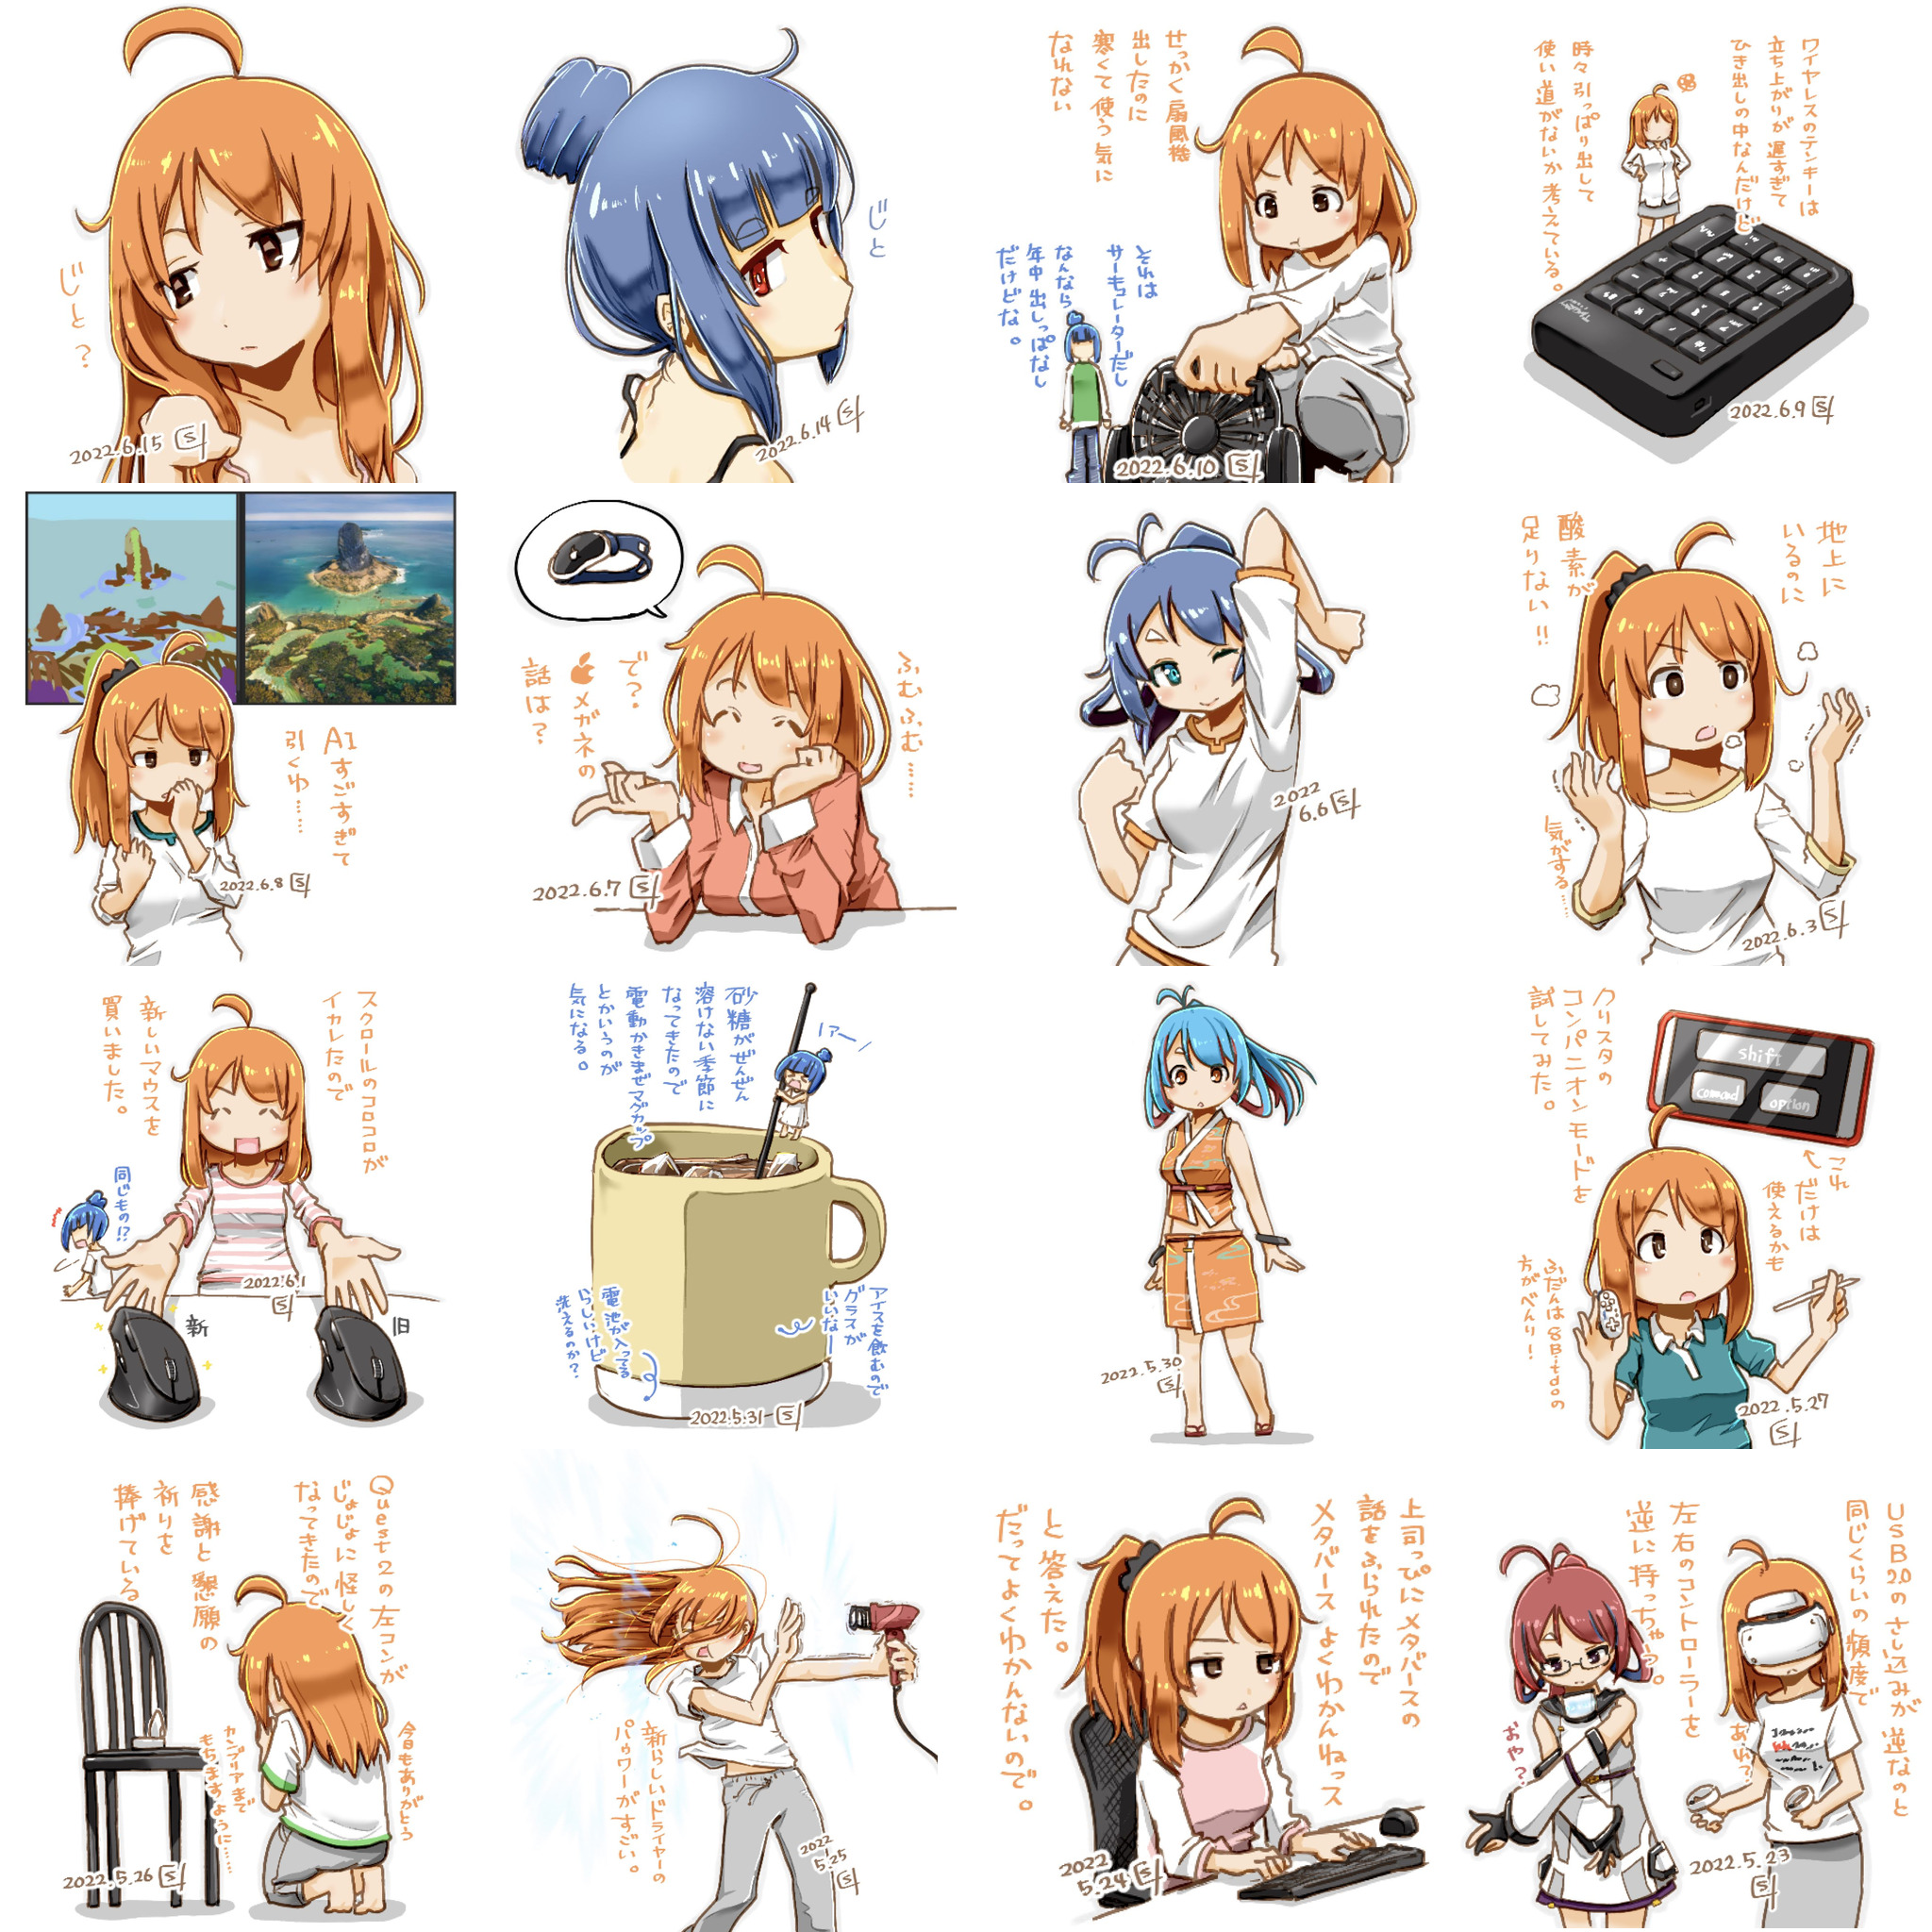 じと?
2022.6.15
じと
2022.6.14
せっかく扇風機
出したのに
寒くて使う気に
なれない
それは
サーキュレーターだし
なんなら
年中出しっぱなし
だけどな。
2022.6.10
ワイヤレスのテンキーは
立ち上がりが遅すぎて
ひき出しの中なんだけど
時々引っぱり出して
使い道がないか考えている。
2022.6.9
AIすごすぎて
引くわ……
2022.6.8
ふむふむ……
で?
メガネの
話は?
2022.6.7
2022
6.6
地上に
いるのに
酸素が
足りない!!
気がする……
2022.6.3
スクロールのコロコロが
イカレたので
新しいマウスを
買いました。
同じもの!?
新
旧
2022.6.1
砂糖がぜんぜん
溶けない季節に
なってきたので
電動かきまぜマグカップ
とかいうのが
気になる。
アイスを飲むので
グラスが
いいなー
電池が入ってる
らしいけど
洗えるのか?
2022.5.31
2022.5.30
クリスタの
コンパニオンモードを
試してみた。
shift
comand
option
これ
だけは
使えるかも
ふだんは8Bitdoの
方がべんり!
2022.5.27
Quest2の左コンが
じょじょに怪しく
なってきたので
感謝と懇願の
祈りを
捧げている
今日もありがとう
カンブリアまで
もちますように……
2022.5.26
新らしいドライヤーの
パゥワーがすごい。
2022
5.25
上司っぴにメタバースの
話をふられたので
メタバースよくわかんねっス
と答えた。
だってよくわかんないので。
2022
5.24
USB2.0のさし込みが逆なのと
同じくらいの頻度で
左右のコントローラーを
逆に持っちゃう。
あれ?
おや?
2022.5.23